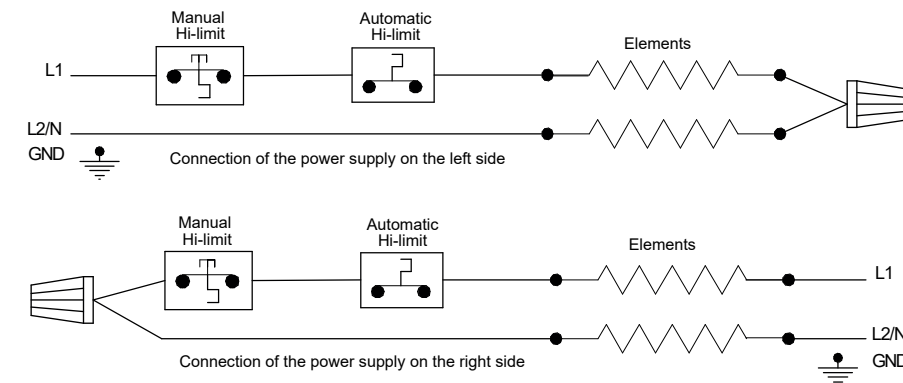 Manual
Hi-limit
Automatic
Hi-limit
Elements
L1
L2/N
GND
Connection of the power supply on the left side
Manual
Hi-limit
Automatic
Hi-limit
Elements
L1
L2/N
GND
Connection of the power supply on the right side